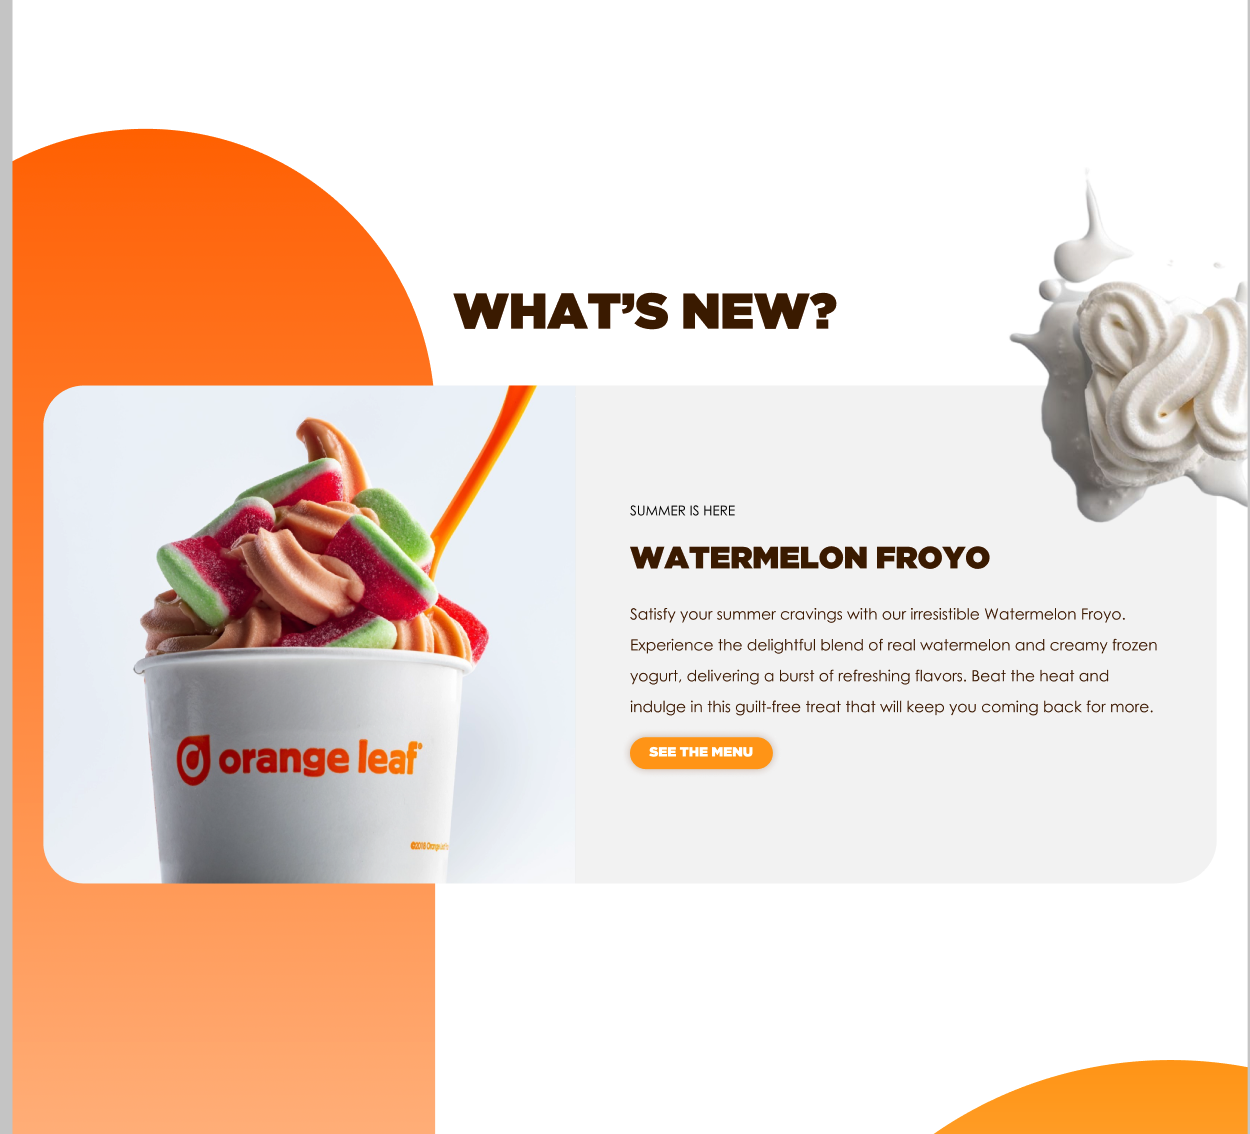 WHAT’S NEW?
SUMMER IS HERE
WATERMELON FROYO
Satisfy your summer cravings with our irresistible Watermelon Froyo.
Experience the delightful blend of real watermelon and creamy frozen
yogurt, delivering a burst of refreshing flavors. Beat the heat and
indulge in this guilt-free treat that will keep you coming back for more.
SEE THE MENU
orange leaf
©2018